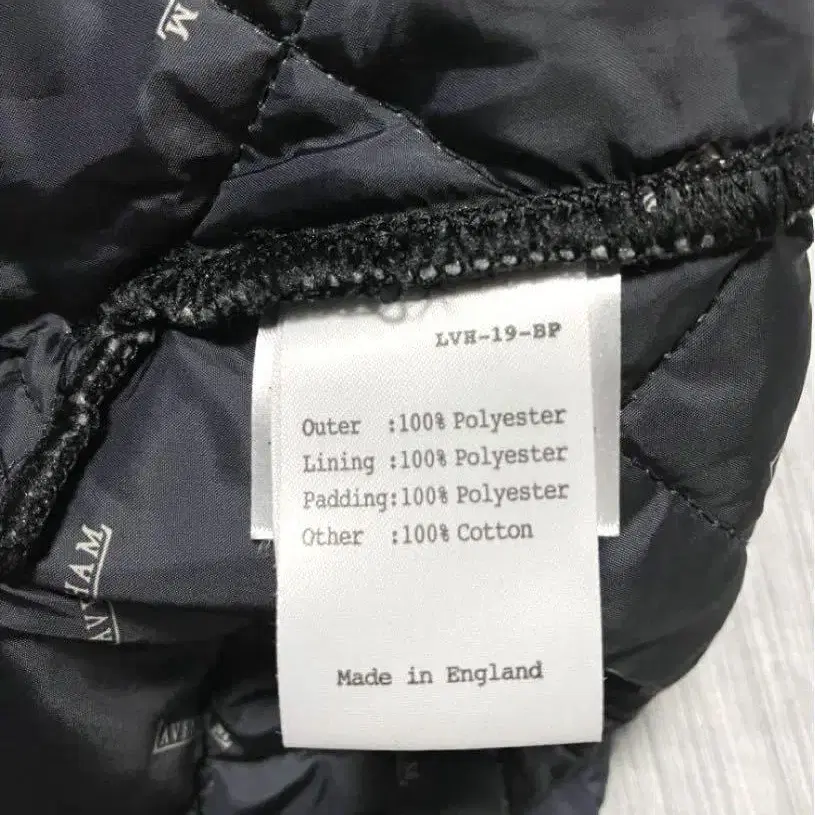 M
LVH-19-BP
Outer :100% Polyester
Lining :100% Polyester
Padding:100% Polyester
Other :100% Cotton
Made in England